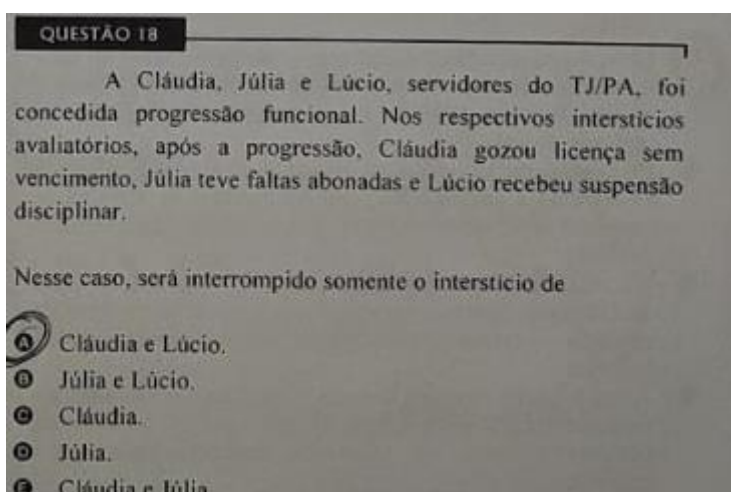 QUESTÃO 18
A Cláudia, Júlia e Lúcio, servidores do TJ/PA, foi
concedida progressão funcional. Nos respectivos interstícios
avaliatórios, após a progressão, Cláudia gozou licença sem
vencimento, Júlia teve faltas abonadas e Lúcio recebeu suspensão
disciplinar.
Nesse caso, será interrompido somente o interstício de
A Cláudia e Lúcio.
B Júlia e Lúcio.
C Cláudia.
D Júlia.
E Cláudia e Júlia